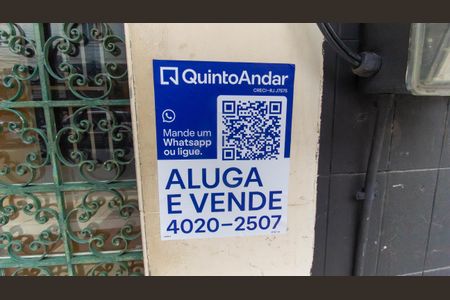 QuintoAndar
CRECI-RJ J7575
Mande um
Whatsapp
ou ligue.
ALUGA
E VENDE
4020-2507